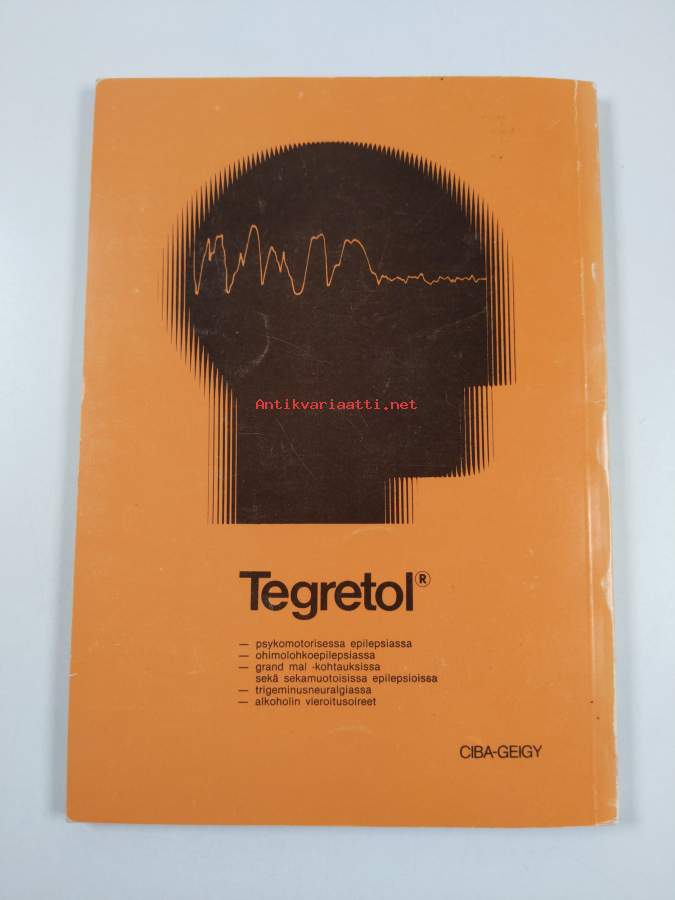 Antikvariaatti.net
Tegretol®
— psykomotorisessa epilepsiassa
— ohimolohkoepilepsiassa
— grand mal -kohtauksissa
sekä sekamuotoisissa epilepsioissa
— trigeminusneuralgiassa
— alkoholin vieroitusoireet
CIBA-GEIGY